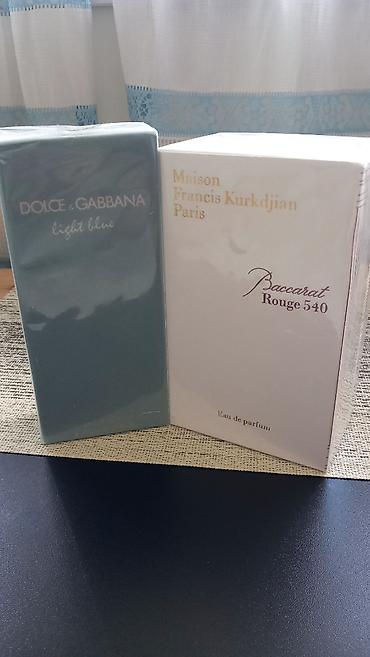 DOLCE & GABBANA
light blue
Maison
Francis Kurkdjian
Paris
Baccarat
Rouge 540
Eau de parfum